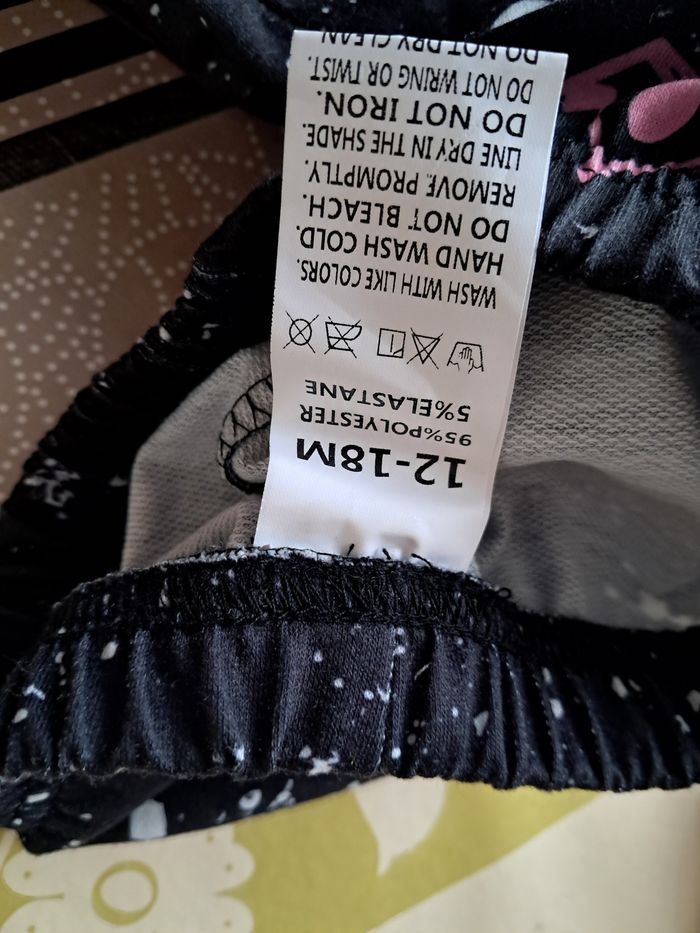 12-18M
95%POLYESTER
5%ELASTANE
WASH WITH LIKE COLORS.
HAND WASH COLD.
DO NOT BLEACH.
REMOVE PROMPTLY.
LINE DRY IN THE SHADE.
DO NOT IRON.
DO NOT WRING OR TWIST.
DO NOT DRY CLEAN